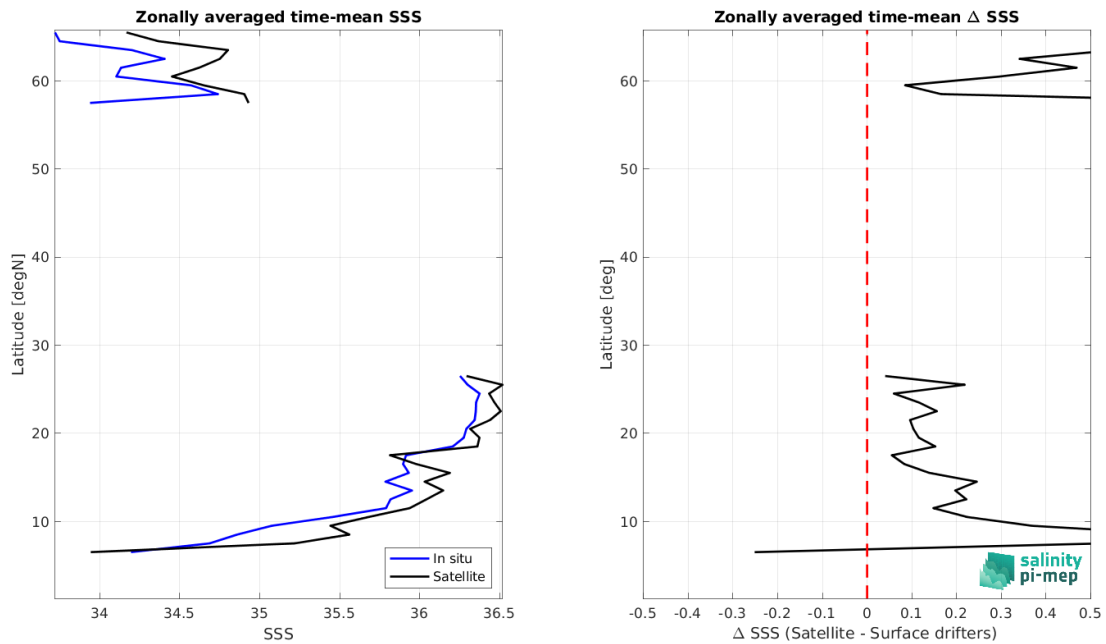 Zonally averaged time-mean SSS
60
50
40
30
20
10
Latitude [degN]
34
34.5
35
35.5
36
36.5
SSS
In situ
Satellite
Zonally averaged time-mean Δ SSS
60
50
40
30
20
10
Latitude [deg]
-0.5
-0.4
-0.3
-0.2
-0.1
0
0.1
0.2
0.3
0.4
0.5
Δ SSS (Satellite - Surface drifters)
salinity
pi-mep